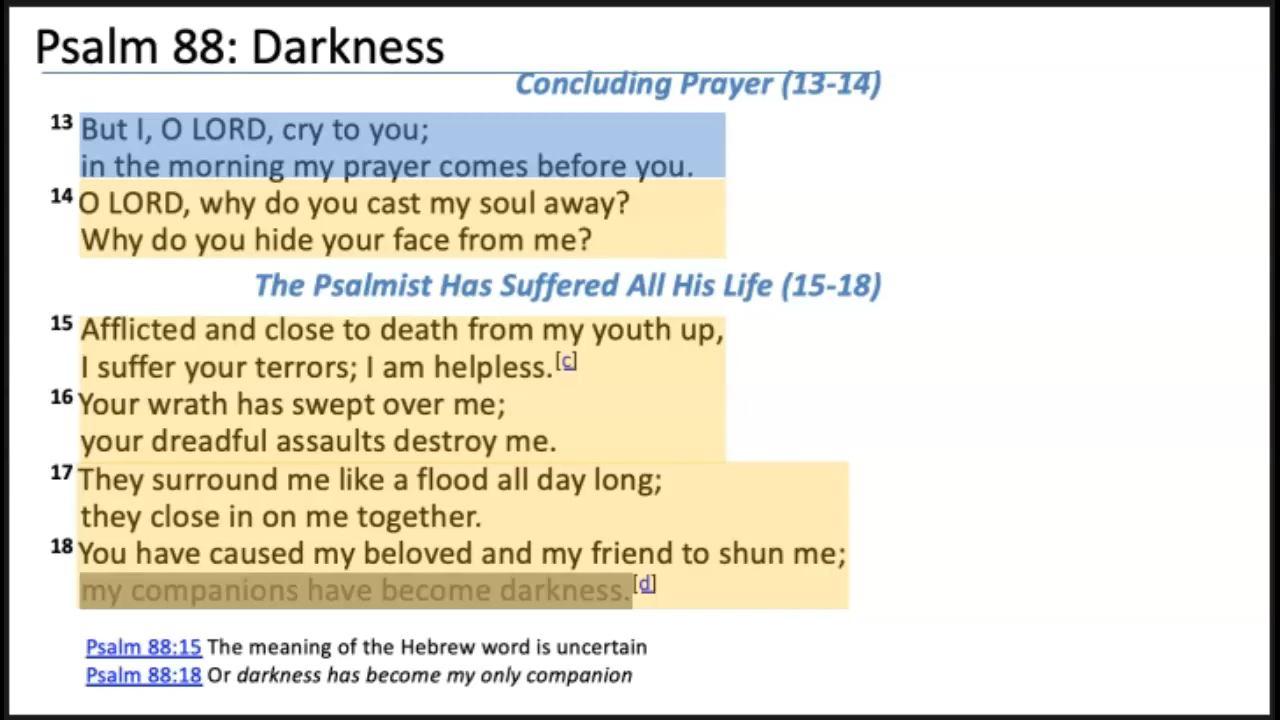 Psalm 88: Darkness
Concluding Prayer (13-14)
13 But I, O LORD, cry to you;
in the morning my prayer comes before you.
14 O LORD, why do you cast my soul away?
Why do you hide your face from me?
The Psalmist Has Suffered All His Life (15-18)
15 Afflicted and close to death from my youth up,
I suffer your terrors; I am helpless.[c]
16 Your wrath has swept over me;
your dreadful assaults destroy me.
17 They surround me like a flood all day long;
they close in on me together.
18 You have caused my beloved and my friend to shun me;
my companions have become darkness.[d]
Psalm 88:15 The meaning of the Hebrew word is uncertain
Psalm 88:18 Or darkness has become my only companion